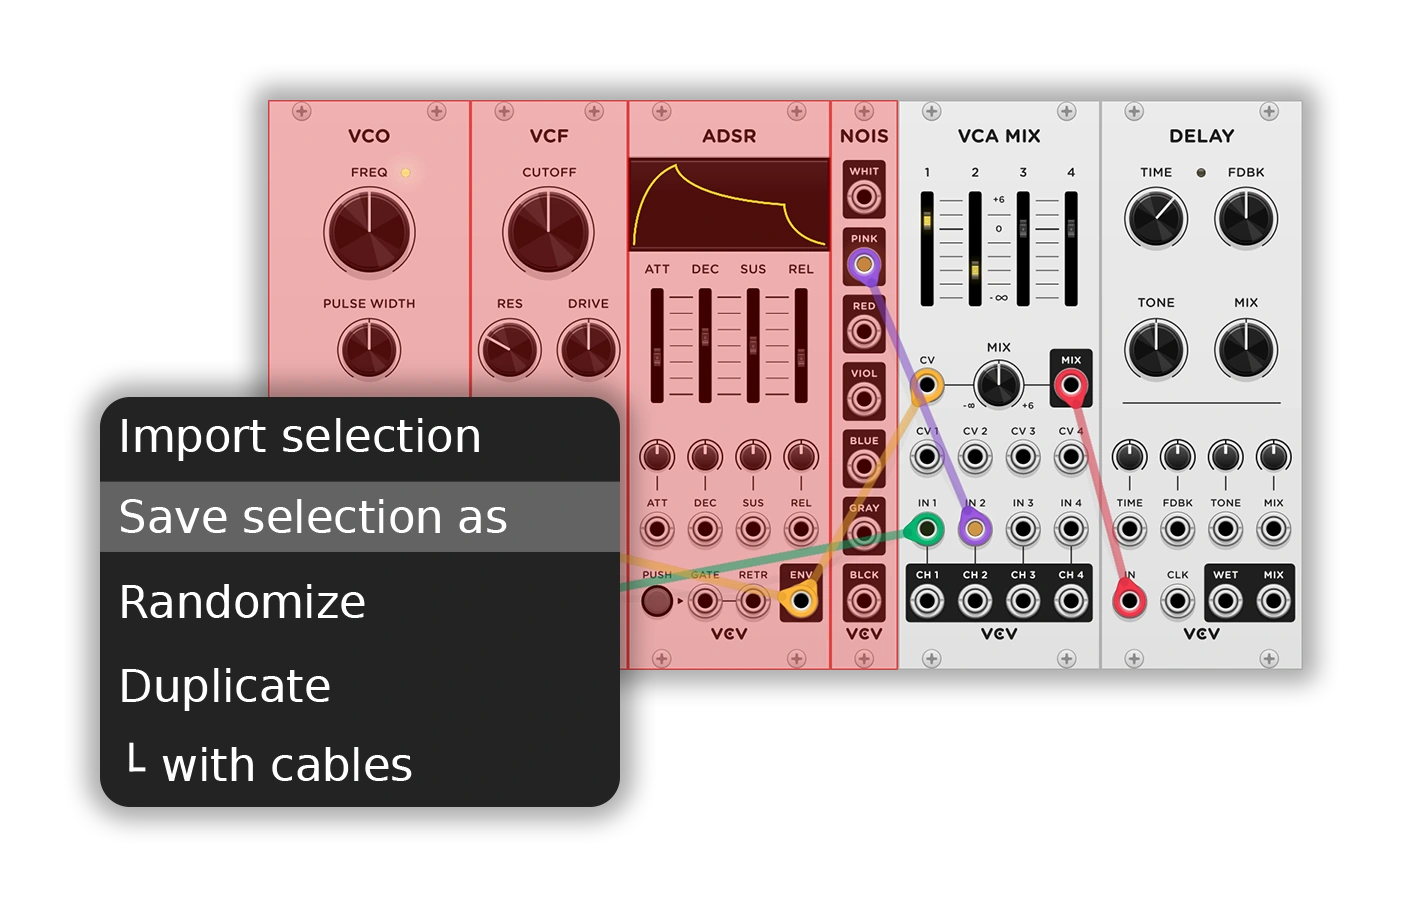 VCO
VCF
ADSR
NOIS
VCA MIX
DELAY
FREQ
CUTOFF
WHIT
1 2 3 4
TIME
FDBK
+6
0
-∞
PINK
ATT DEC SUS REL
PULSE WIDTH
RES
DRIVE
RED
TONE
MIX
CV
MIX
MIX
-∞
+6
VIOL
CV 1 CV 2 CV 3 CV 4
BLUE
ATT DEC SUS REL
GRAY
IN 1 IN 2 IN 3 IN 4
TIME FDBK TONE MIX
PUSH GATE RETR ENV
BLCK
CH 1 CH 2 CH 3 CH 4
IN CLK WET MIX
VCV
VCV
VCV
VCV
Import selection
Save selection as
Randomize
Duplicate
└ with cables